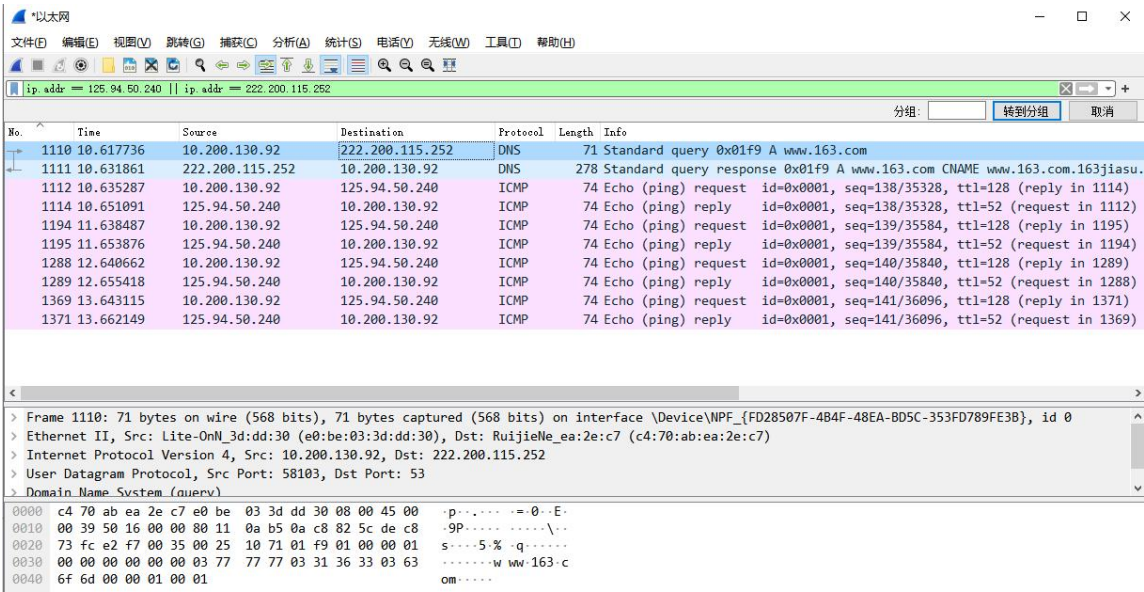 *以太网
文件(F) 编辑(E) 视图(V) 跳转(G) 捕获(C) 分析(A) 统计(S) 电话(Y) 无线(W) 工具(T) 帮助(H)
ip.addr == 125.94.50.240 || ip.addr == 222.200.115.252
分组: 转到分组 取消
No. Time Source Destination Protocol Length Info
1110 10.617736 10.200.130.92 222.200.115.252 DNS 71 Standard query 0x01f9 A www.163.com
1111 10.631861 222.200.115.252 10.200.130.92 DNS 278 Standard query response 0x01f9 A www.163.com CNAME www.163.com.163jiasu.
1112 10.635287 10.200.130.92 125.94.50.240 ICMP 74 Echo (ping) request id=0x0001, seq=138/35328, ttl=128 (reply in 1114)
1114 10.651091 125.94.50.240 10.200.130.92 ICMP 74 Echo (ping) reply id=0x0001, seq=138/35328, ttl=52 (request in 1112)
1194 11.638487 10.200.130.92 125.94.50.240 ICMP 74 Echo (ping) request id=0x0001, seq=139/35584, ttl=128 (reply in 1195)
1195 11.653876 125.94.50.240 10.200.130.92 ICMP 74 Echo (ping) reply id=0x0001, seq=139/35584, ttl=52 (request in 1194)
1288 12.640662 10.200.130.92 125.94.50.240 ICMP 74 Echo (ping) request id=0x0001, seq=140/35840, ttl=128 (reply in 1289)
1289 12.655418 125.94.50.240 10.200.130.92 ICMP 74 Echo (ping) reply id=0x0001, seq=140/35840, ttl=52 (request in 1288)
1369 13.643115 10.200.130.92 125.94.50.240 ICMP 74 Echo (ping) request id=0x0001, seq=141/36096, ttl=128 (reply in 1371)
1371 13.662149 125.94.50.240 10.200.130.92 ICMP 74 Echo (ping) reply id=0x0001, seq=141/36096, ttl=52 (request in 1369)
Frame 1110: 71 bytes on wire (568 bits), 71 bytes captured (568 bits) on interface \Device\NPF_{FD28507F-4B4F-48EA-BD5C-353FD789FE3B}, id 0
Ethernet II, Src: Lite-OnN_3d:dd:30 (e0:be:03:3d:dd:30), Dst: RuijieNe_ea:2e:c7 (c4:70:ab:ea:2e:c7)
Internet Protocol Version 4, Src: 10.200.130.92, Dst: 222.200.115.252
User Datagram Protocol, Src Port: 58103, Dst Port: 53
Domain Name System (query)
0000 c4 70 ab ea 2e c7 e0 be 03 3d dd 30 08 00 45 00 ·p··.··· ·=·0··E·
0010 00 39 50 16 00 00 80 11 0a b5 0a c8 82 5c de c8 ·9P····· ·····\··
0020 73 fc e2 f7 00 35 00 25 10 71 01 f9 01 00 00 01 s····5·% ·q······
0030 00 00 00 00 00 00 03 77 77 77 03 31 36 33 03 63 ·······w ww·163·c
0040 6f 6d 00 00 01 00 01 om·····